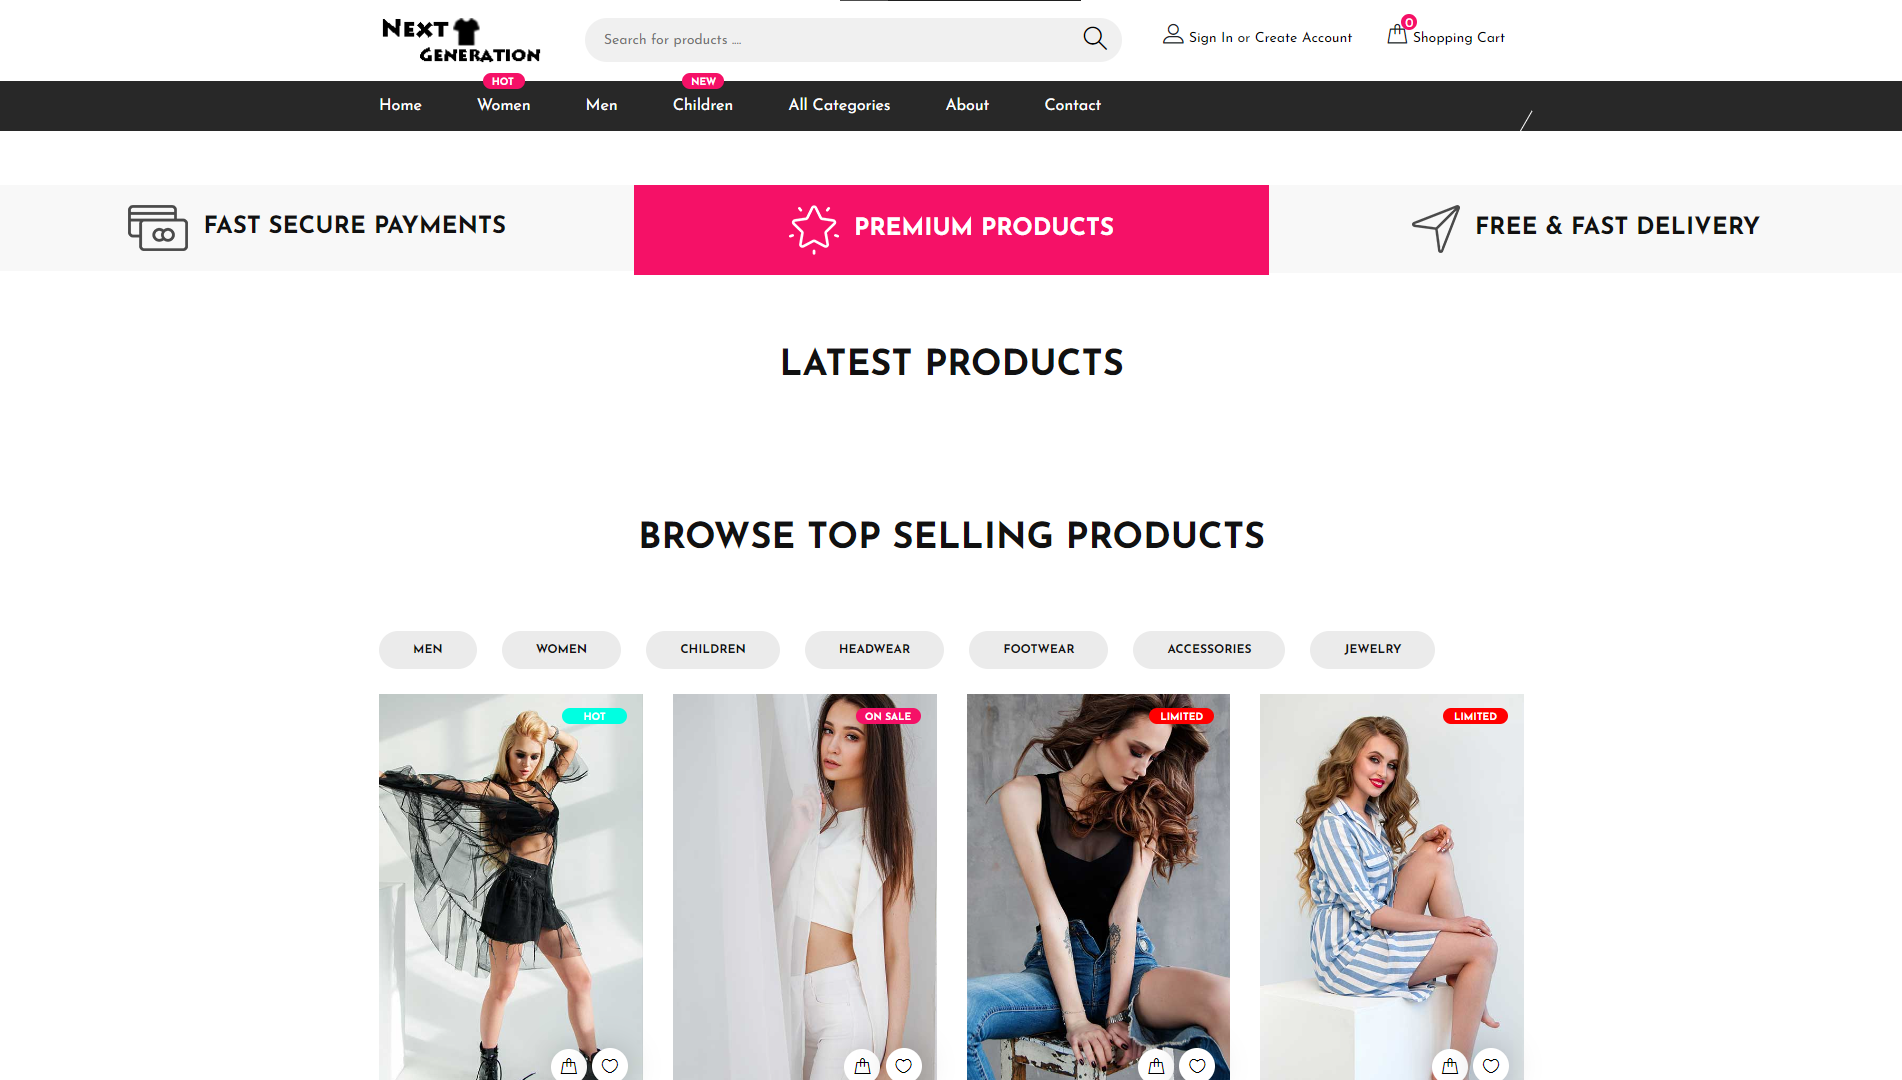 NEXT
GENERATION
Search for products ....
Sign In or Create Account
0
Shopping Cart
HOT
NEW
Home
Women
Men
Children
All Categories
About
Contact
FAST SECURE PAYMENTS
PREMIUM PRODUCTS
FREE & FAST DELIVERY
LATEST PRODUCTS
BROWSE TOP SELLING PRODUCTS
MEN
WOMEN
CHILDREN
HEADWEAR
FOOTWEAR
ACCESSORIES
JEWELRY
HOT
ON SALE
LIMITED
LIMITED